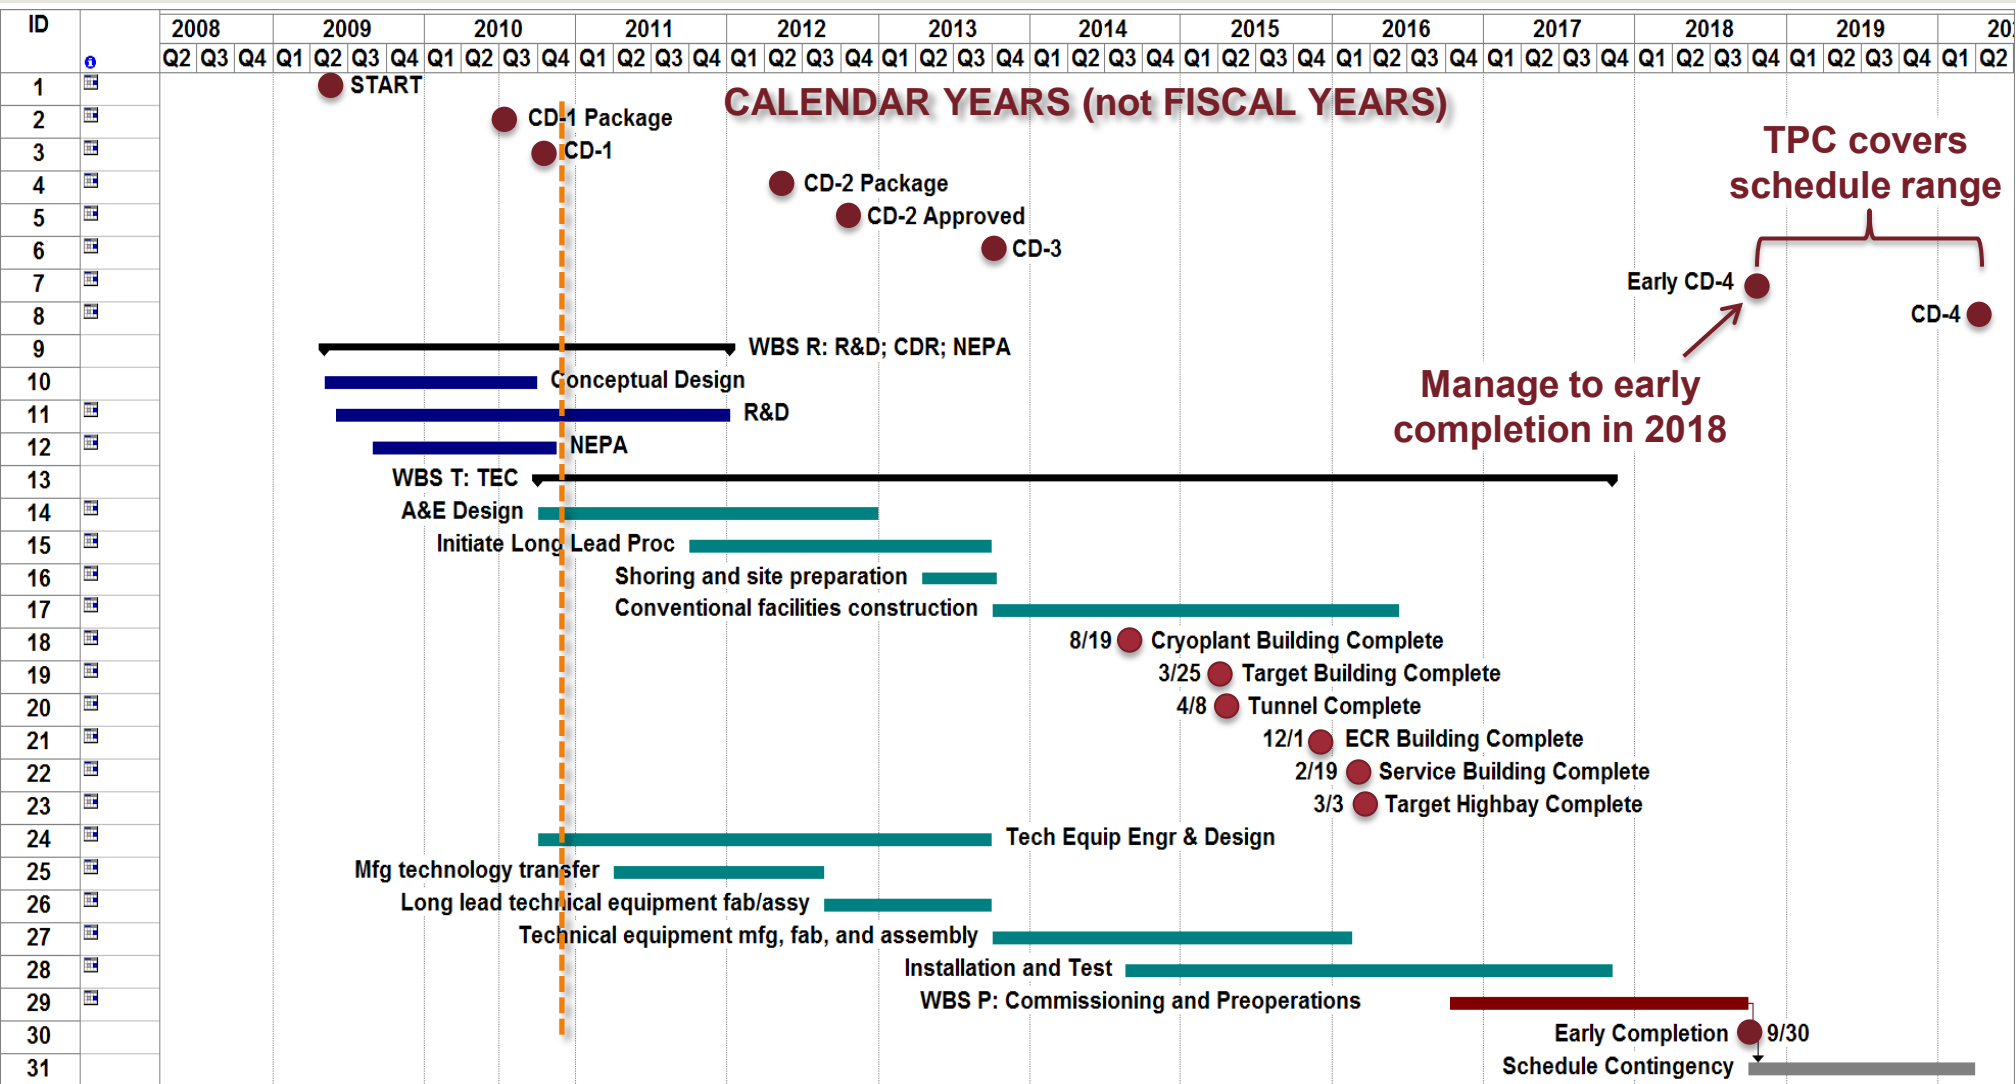 ID 2008 2009 2010 2011 2012 2013 2014 2015 2016 2017 2018 2019 20
Q2 Q3 Q4 Q1 Q2 Q3 Q4 Q1 Q2 Q3 Q4 Q1 Q2 Q3 Q4 Q1 Q2 Q3 Q4 Q1 Q2 Q3 Q4 Q1 Q2 Q3 Q4 Q1 Q2 Q3 Q4 Q1 Q2 Q3 Q4 Q1 Q2 Q3 Q4 Q1 Q2 Q3 Q4 Q1 Q2 Q3 Q4 Q1 Q2
1 START
CALENDAR YEARS (not FISCAL YEARS)
2 CD-1 Package
3 CD-1
TPC covers
schedule range
4 CD-2 Package
5 CD-2 Approved
6 CD-3
7 Early CD-4
8 CD-4
9 WBS R: R&D; CDR; NEPA
10 Conceptual Design
Manage to early
completion in 2018
11 R&D
12 NEPA
13 WBS T: TEC
14 A&E Design
15 Initiate Long Lead Proc
16 Shoring and site preparation
17 Conventional facilities construction
18 8/19 Cryoplant Building Complete
19 3/25 Target Building Complete
20 4/8 Tunnel Complete
21 12/1 ECR Building Complete
22 2/19 Service Building Complete
23 3/3 Target Highbay Complete
24 Tech Equip Engr & Design
25 Mfg technology transfer
26 Long lead technical equipment fab/assy
27 Technical equipment mfg, fab, and assembly
28 Installation and Test
29 WBS P: Commissioning and Preoperations
30 Early Completion 9/30
31 Schedule Contingency